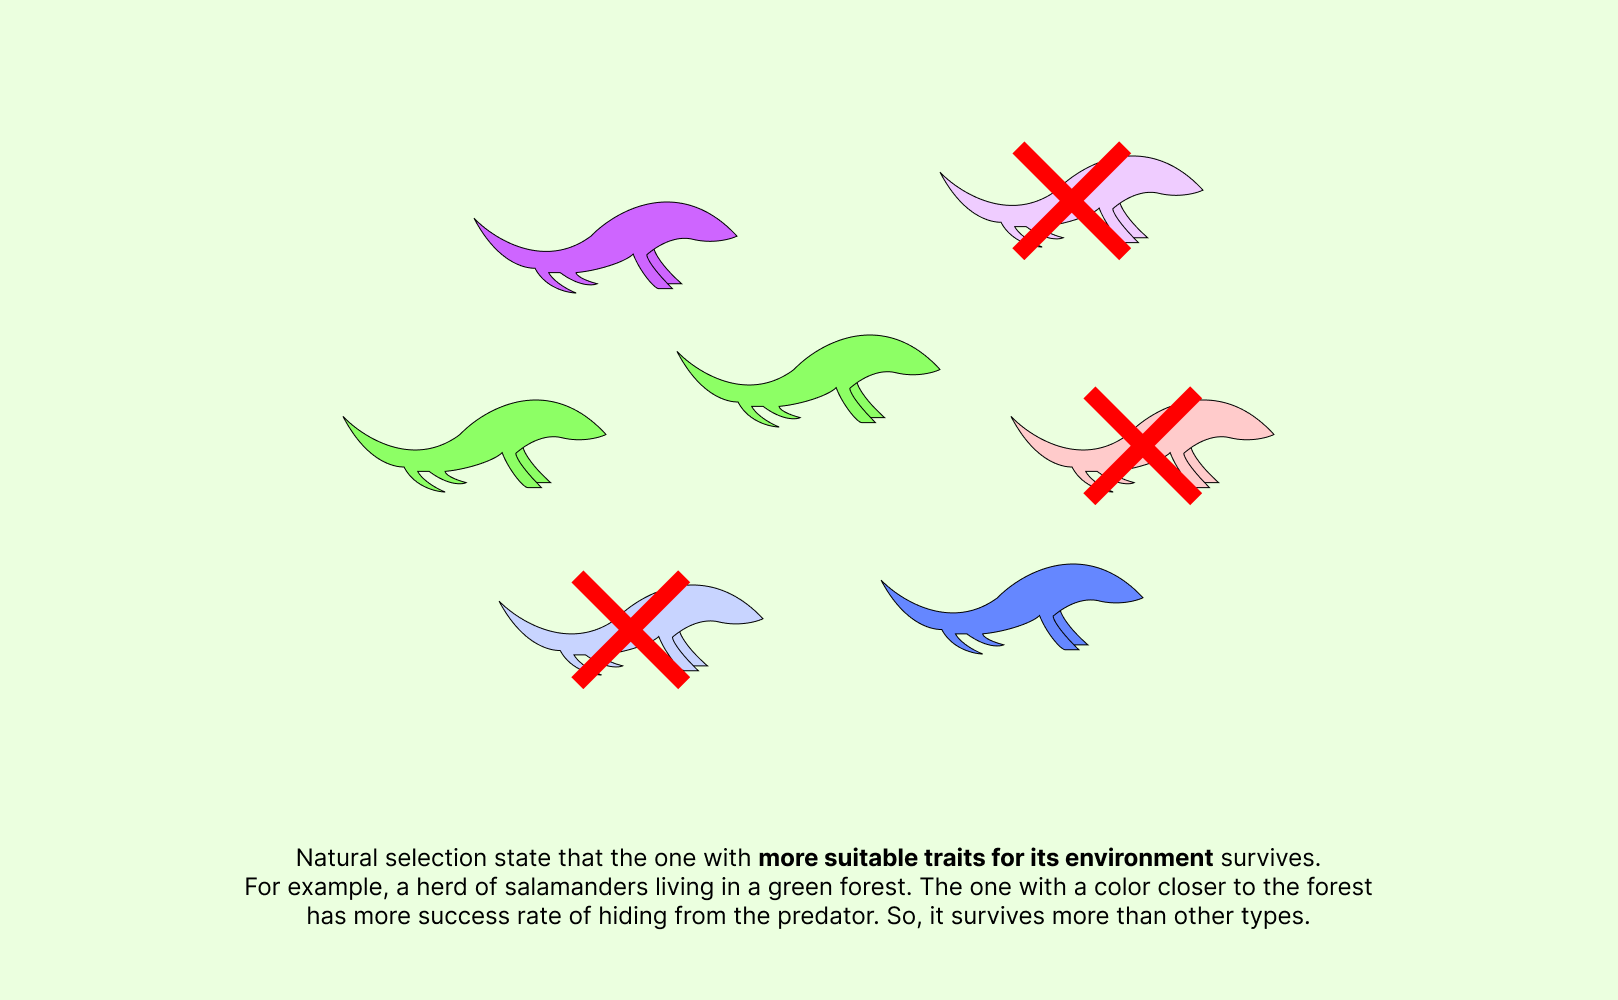 Natural selection state that the one with more suitable traits for its environment survives.
For example, a herd of salamanders living in a green forest. The one with a color closer to the forest
has more success rate of hiding from the predator. So, it survives more than other types.